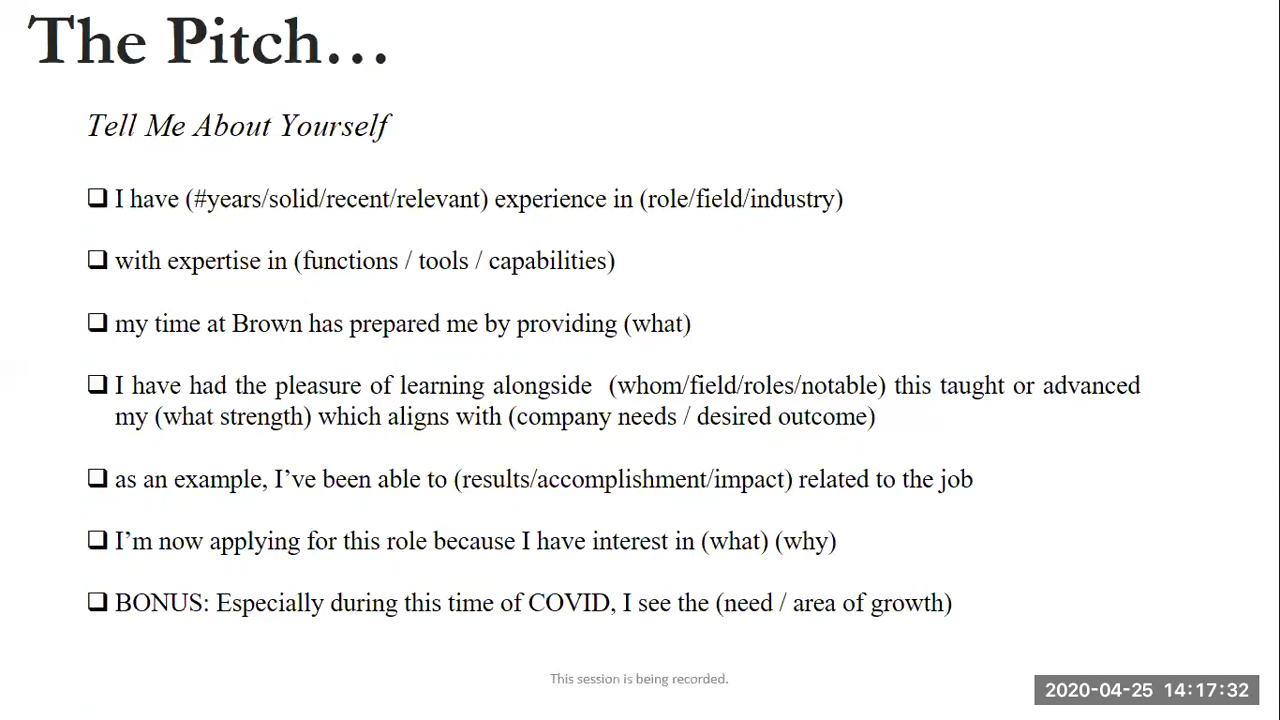 The Pitch…
Tell Me About Yourself
❑ I have (#years/solid/recent/relevant) experience in (role/field/industry)
❑ with expertise in (functions / tools / capabilities)
❑ my time at Brown has prepared me by providing (what)
❑ I have had the pleasure of learning alongside  (whom/field/roles/notable) this taught or advanced
my (what strength) which aligns with (company needs / desired outcome)
❑ as an example, I’ve been able to (results/accomplishment/impact) related to the job
❑ I’m now applying for this role because I have interest in (what) (why)
❑ BONUS: Especially during this time of COVID, I see the (need / area of growth)
This session is being recorded.
2020-04-25 14:17:32